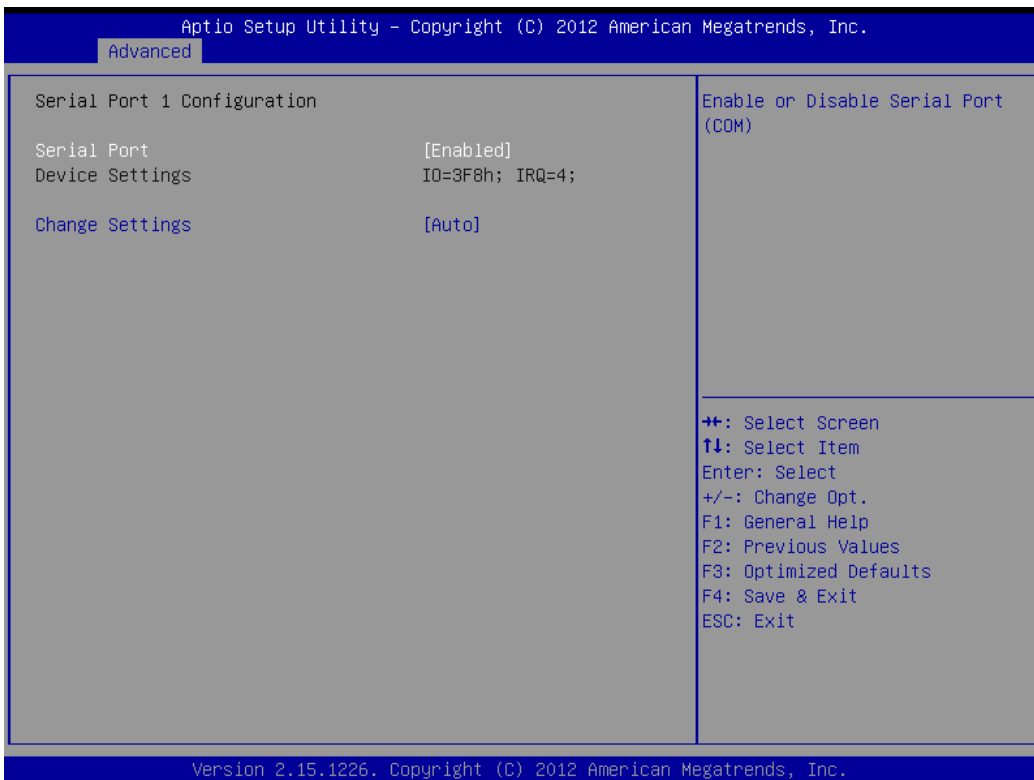 Aptio Setup Utility – Copyright (C) 2012 American Megatrends, Inc.
Advanced
Serial Port 1 Configuration
Serial Port [Enabled]
Device Settings IO=3F8h; IRQ=4;
Change Settings [Auto]
Enable or Disable Serial Port
(COM)
→←: Select Screen
↑↓: Select Item
Enter: Select
+/-: Change Opt.
F1: General Help
F2: Previous Values
F3: Optimized Defaults
F4: Save & Exit
ESC: Exit
Version 2.15.1226. Copyright (C) 2012 American Megatrends, Inc.